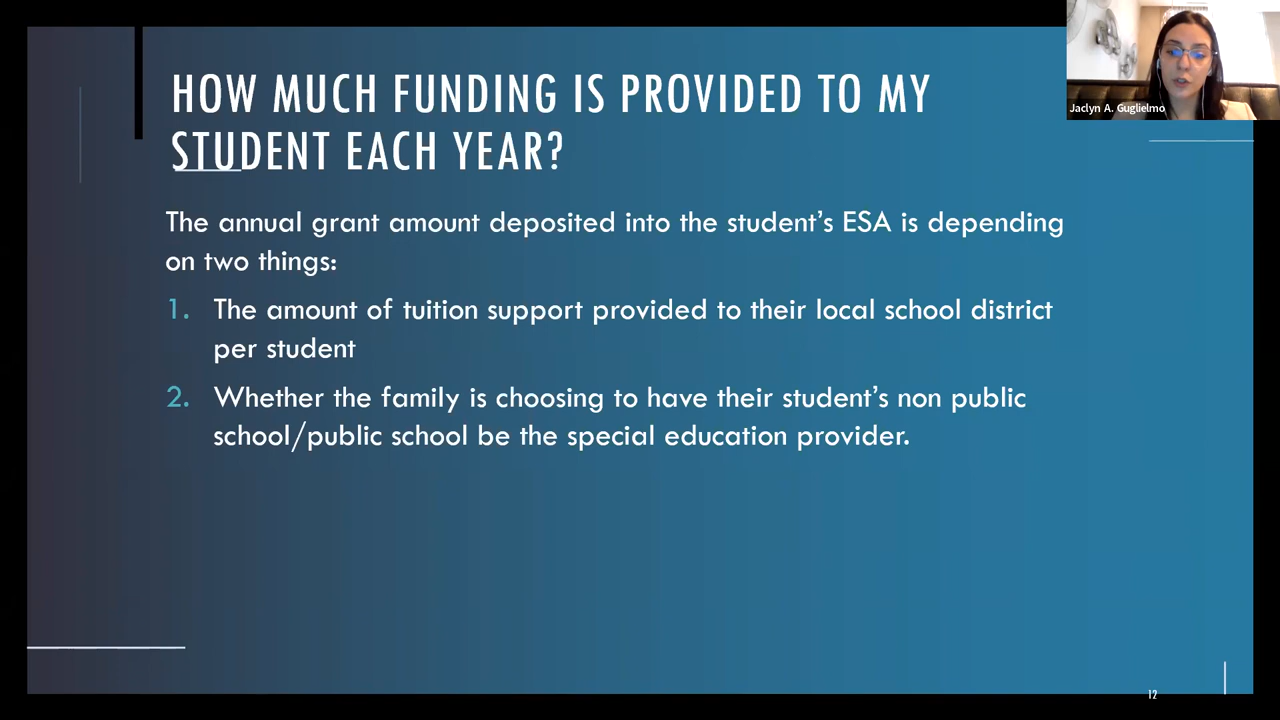 HOW MUCH FUNDING IS PROVIDED TO MY
STUDENT EACH YEAR?
Jaclyn A. Guglielmo
The annual grant amount deposited into the student’s ESA is depending
on two things:
1. The amount of tuition support provided to their local school district
per student
2. Whether the family is choosing to have their student’s non public
school/public school be the special education provider.
12